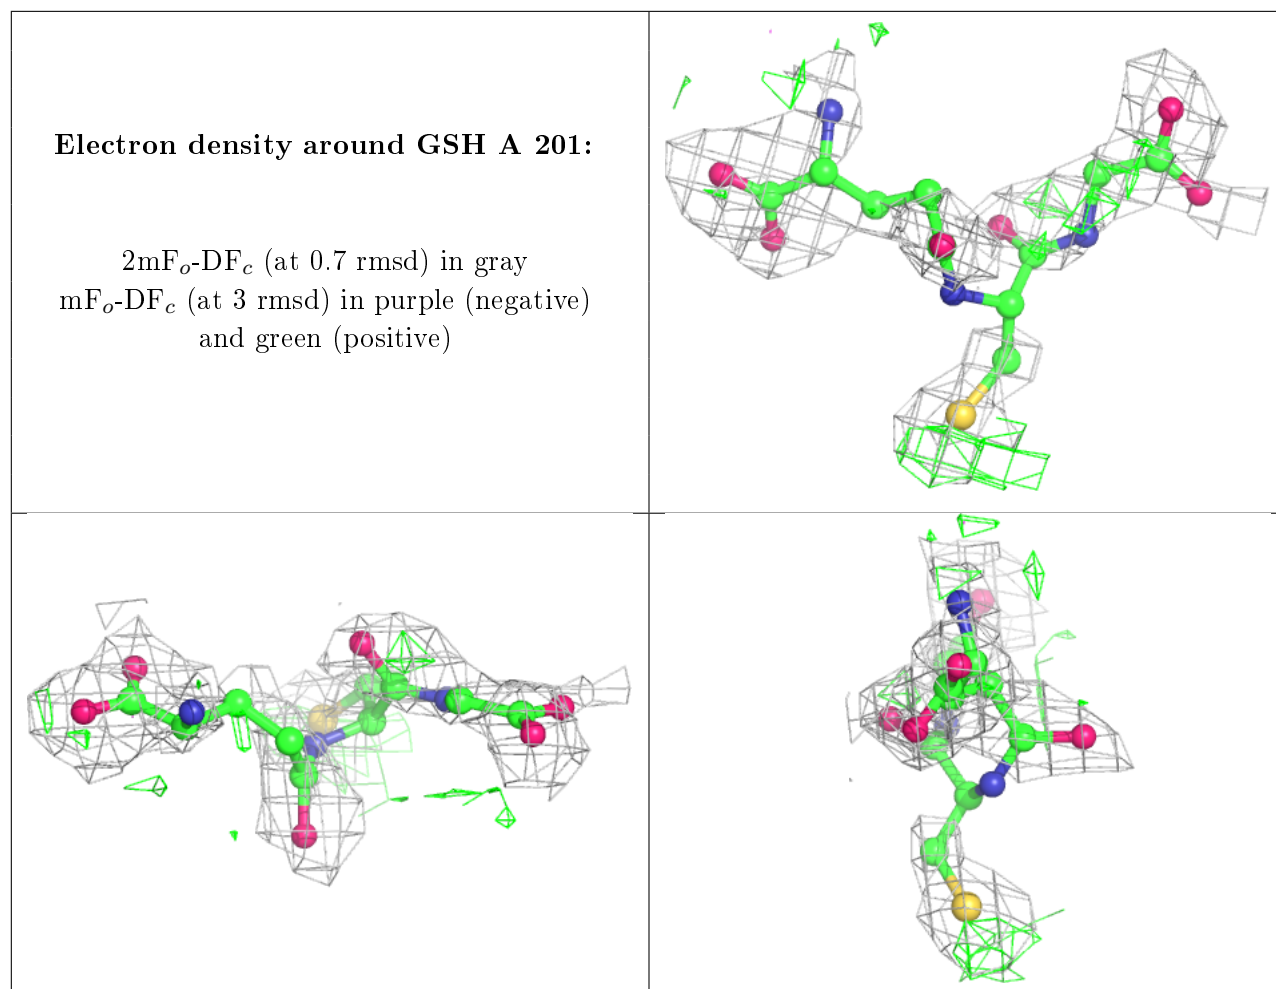 Electron density around GSH A 201:
2mFo-DFc (at 0.7 rmsd) in gray
mFo-DFc (at 3 rmsd) in purple (negative)
and green (positive)